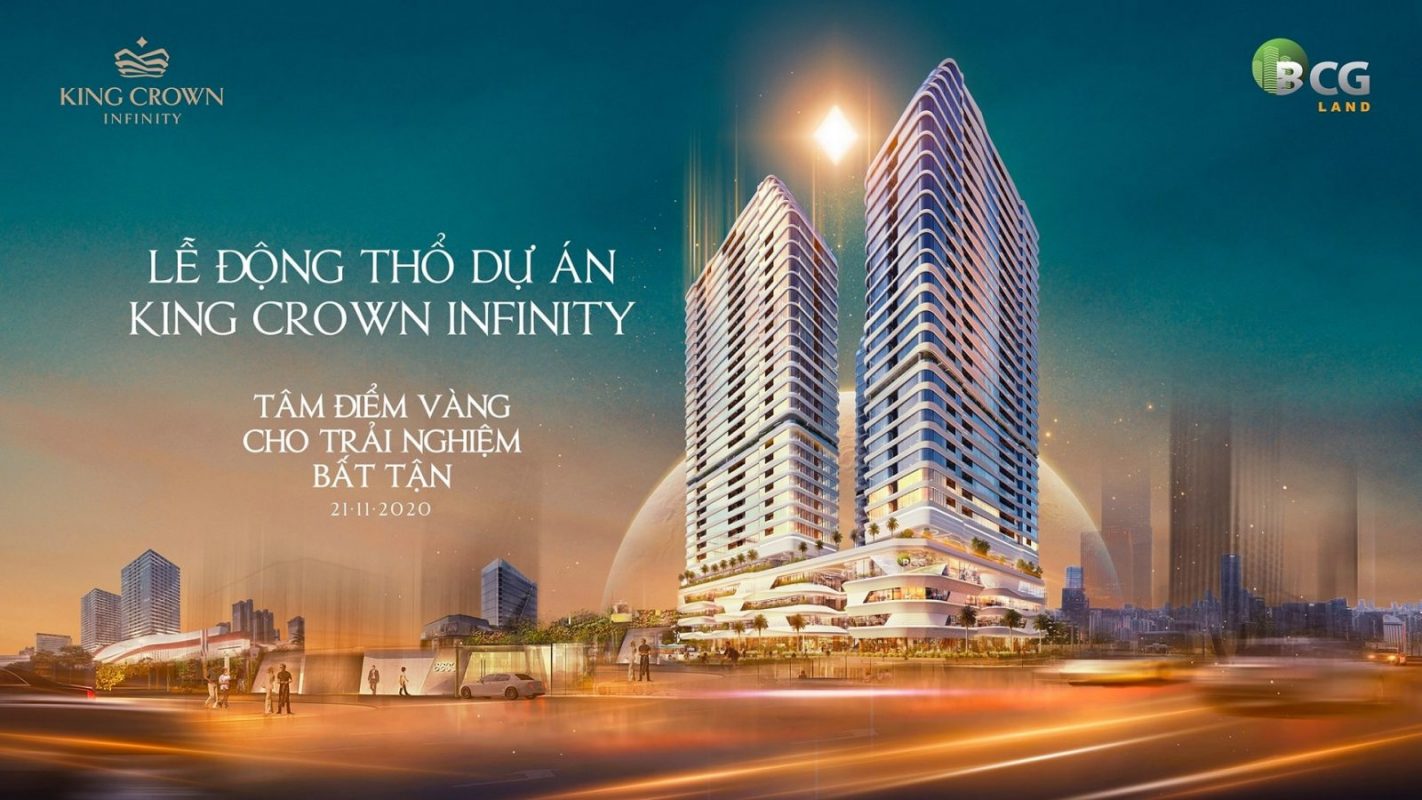 KING CROWN
INFINITY
BCG
LAND
LỄ ĐỘNG THỔ DỰ ÁN
KING CROWN INFINITY
TÂM ĐIỂM VÀNG
CHO TRẢI NGHIỆM
BẤT TẬN
21·11·2020